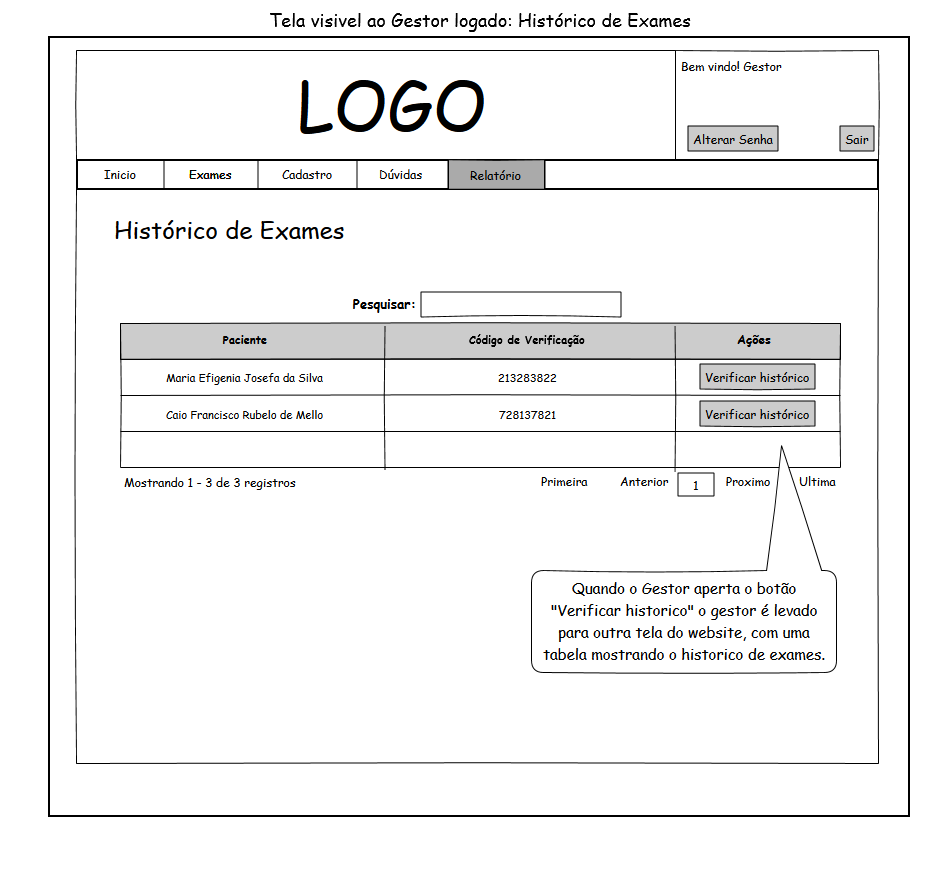 Tela visivel ao Gestor logado: Histórico de Exames
LOGO
Bem vindo! Gestor
Alterar Senha
Sair
Inicio
Exames
Cadastro
Dúvidas
Relatório
Histórico de Exames
Pesquisar:
Paciente
Código de Verificação
Ações
Maria Efigenia Josefa da Silva
213283822
Verificar histórico
Caio Francisco Rubelo de Mello
728137821
Verificar histórico
Mostrando 1 - 3 de 3 registros
Primeira
Anterior
1
Proximo
Ultima
Quando o Gestor aperta o botão
"Verificar historico" o gestor é levado
para outra tela do website, com uma
tabela mostrando o historico de exames.